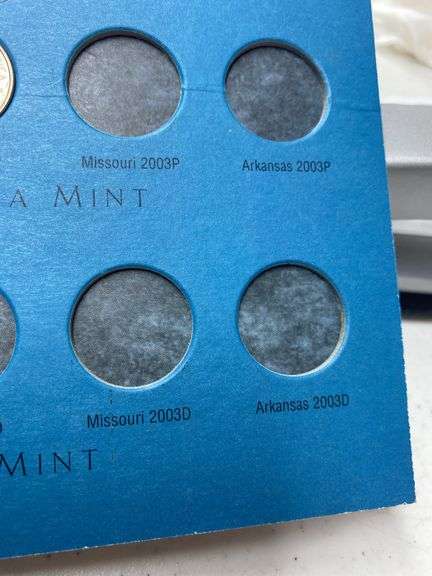 Missouri 2003P Arkansas 2003P
A MINT
Missouri 2003D Arkansas 2003D
MINT